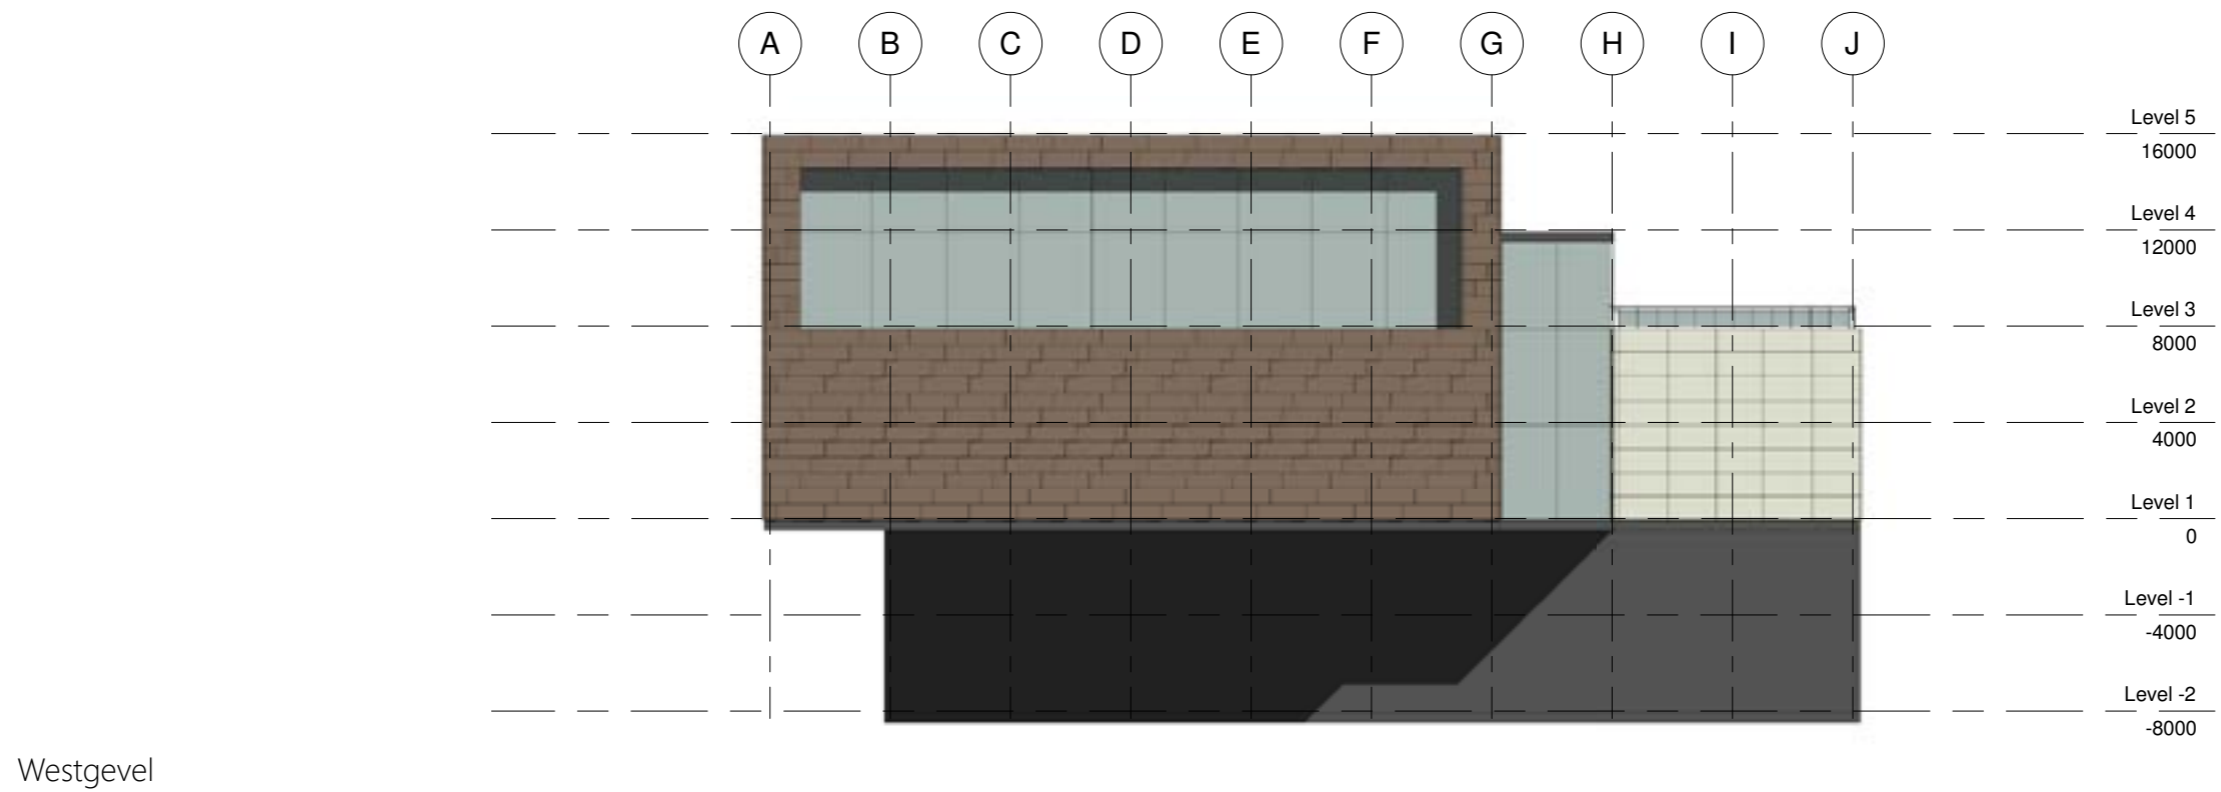 A B C D E F G H I J
Level 5
16000
Level 4
12000
Level 3
8000
Level 2
4000
Level 1
0
Level -1
-4000
Level -2
-8000
Westgevel